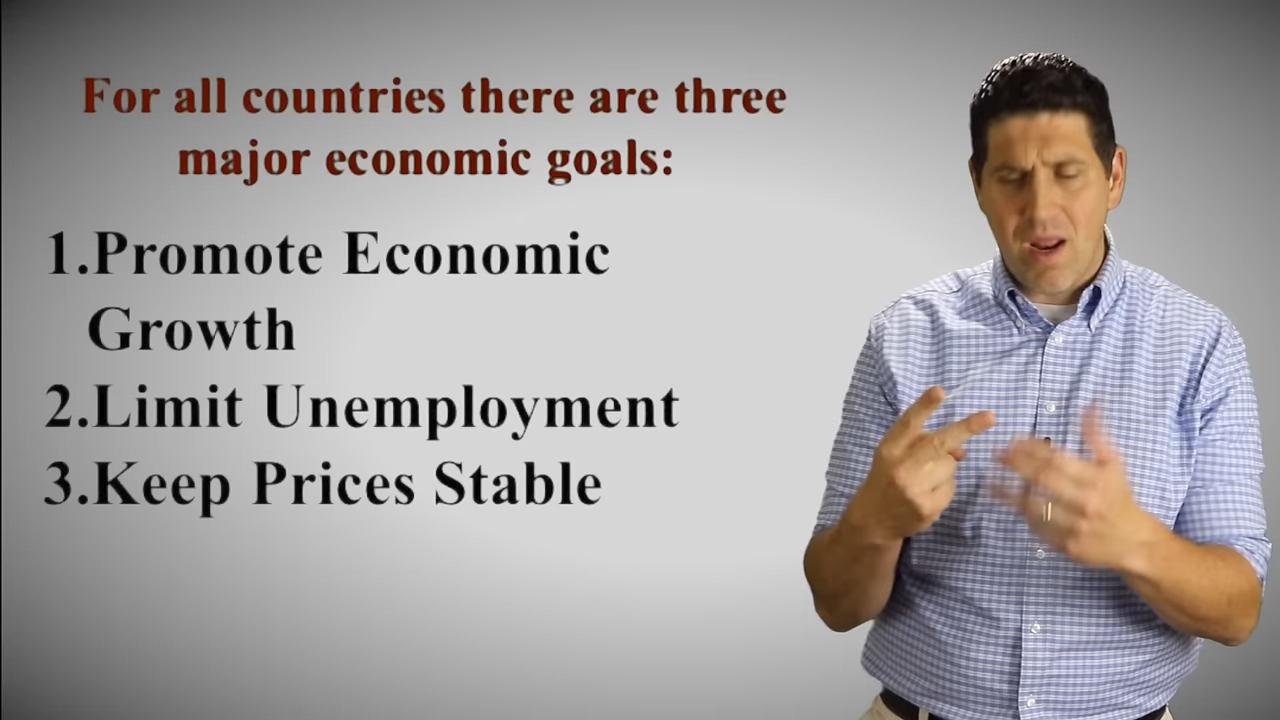 For all countries there are three
major economic goals:
1.Promote Economic
Growth
2.Limit Unemployment
3.Keep Prices Stable